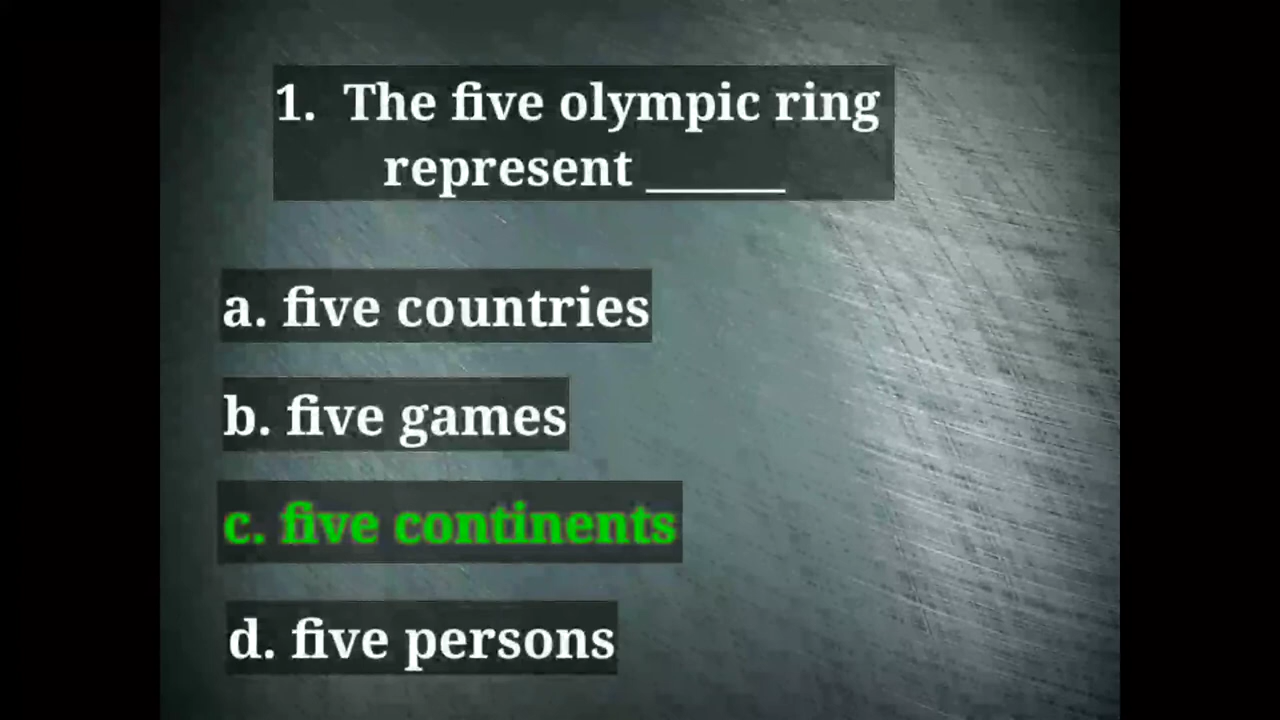 1. The five olympic ring
represent ______
a. five countries
b. five games
c. five continents
d. five persons